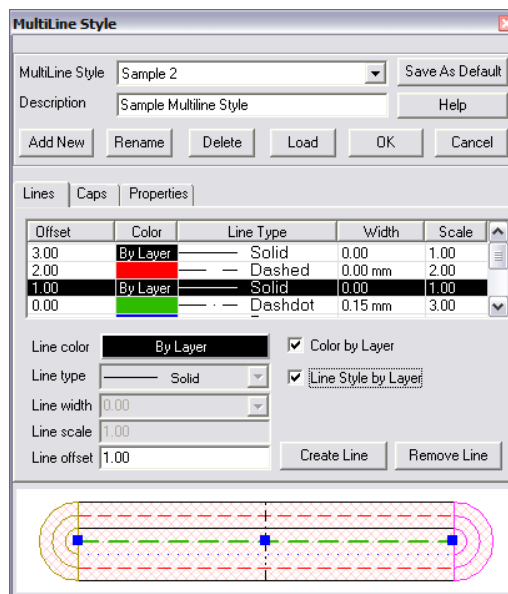 MultiLine Style
MultiLine Style Sample 2 Save As Default
Description Sample Multiline Style Help
Add New Rename Delete Load OK Cancel
Lines Caps Properties
Offset Color Line Type Width Scale
3.00 By Layer Solid 0.00 1.00
2.00 Dashed 0.00 mm 2.00
1.00 By Layer Solid 0.00 1.00
0.00 Dashdot 0.15 mm 3.00
Line color By Layer Color by Layer
Line type Solid Line Style by Layer
Line width 0.00
Line scale 1.00
Line offset 1.00 Create Line Remove Line